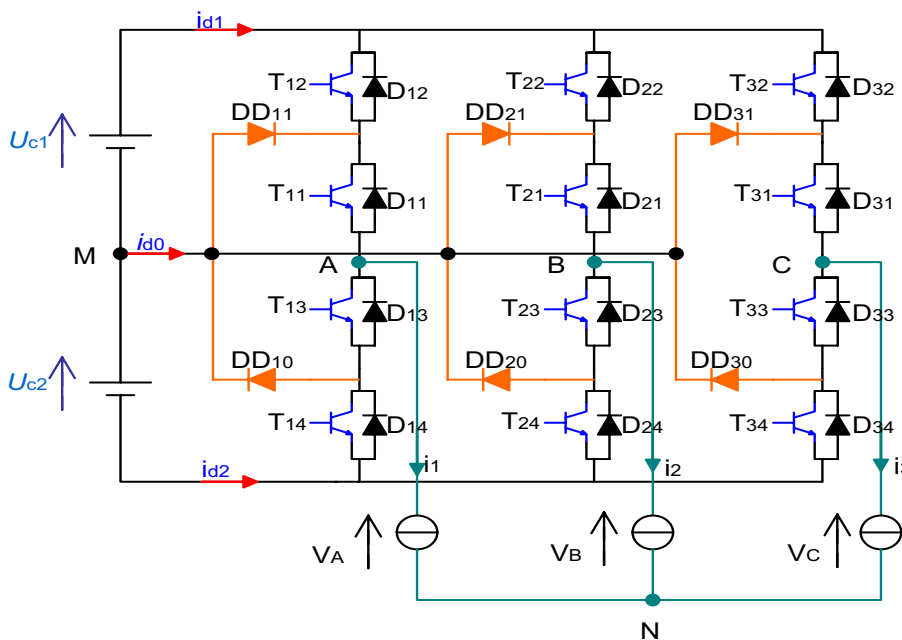 id1
T12 D12 T22 D22 T32 D32
Uc1 DD11 DD21 DD31
T11 D11 T21 D21 T31 D31
M id0 A B C
T13 D13 T23 D23 T33 D33
Uc2 DD10 DD20 DD30
T14 D14 T24 D24 T34 D34
id2 i1 i2 i3
VA VB VC
N